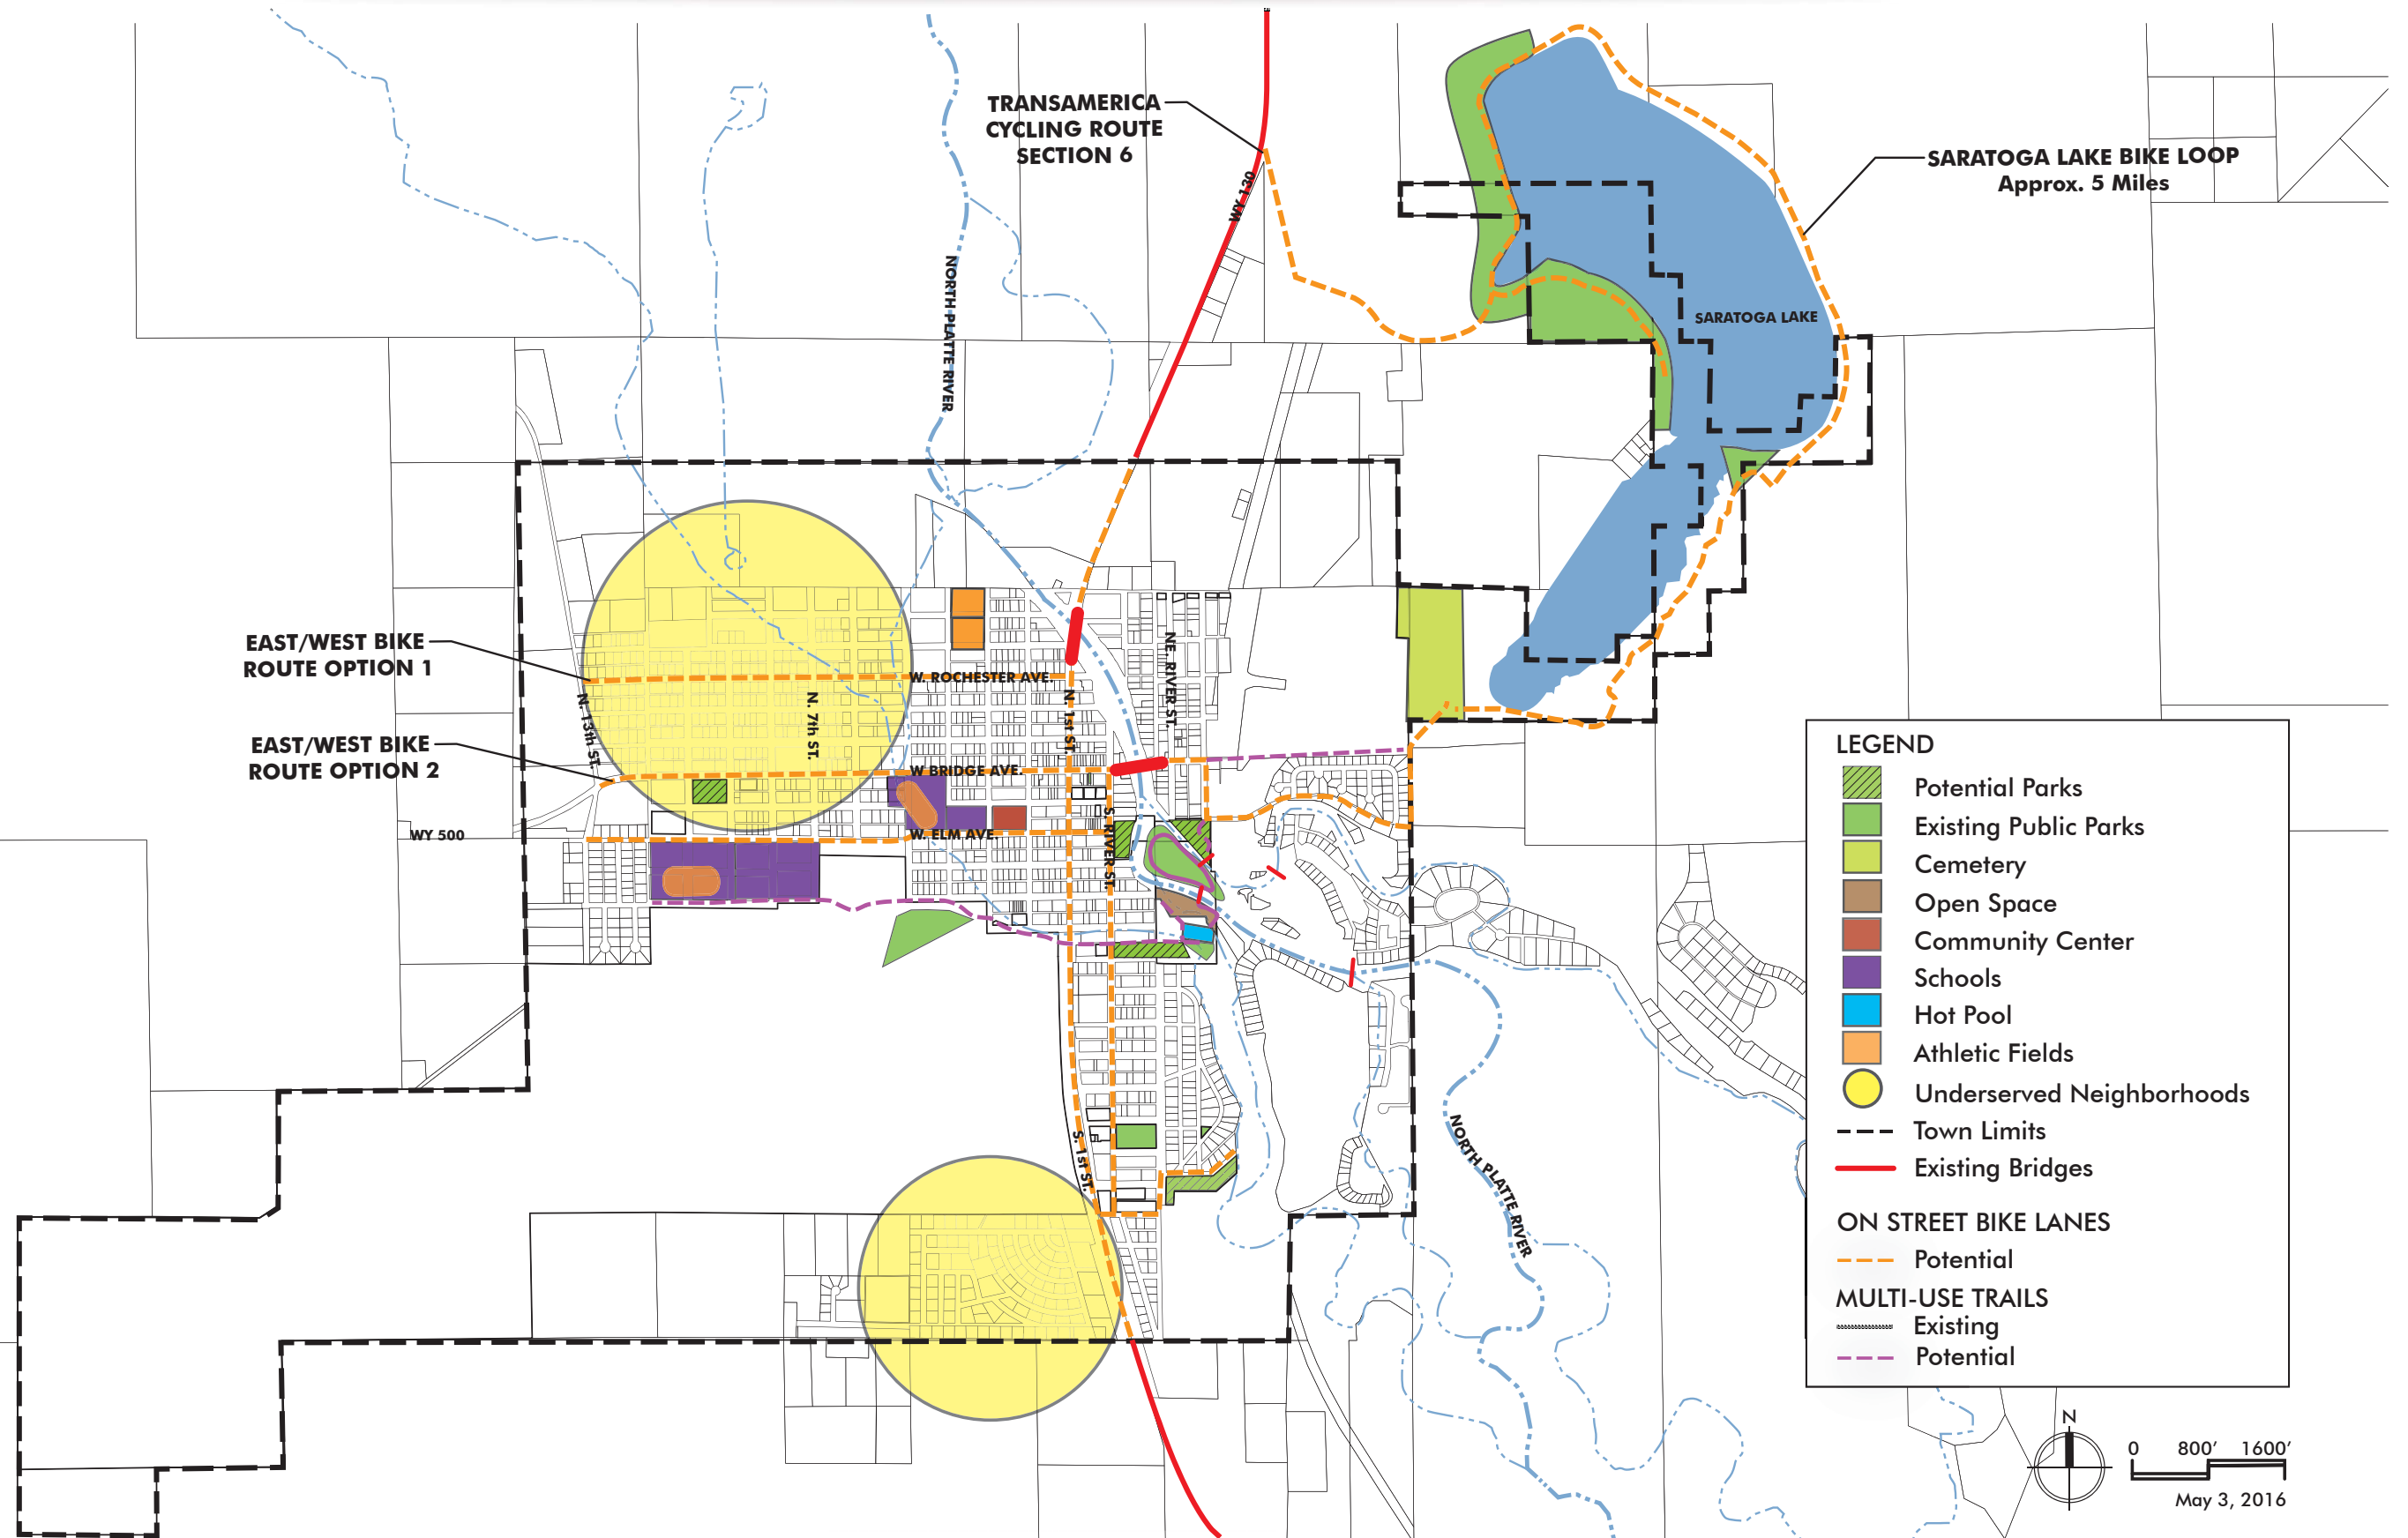 TRANSAMERICA
CYCLING ROUTE
SECTION 6
WY 130
SARATOGA LAKE BIKE LOOP
Approx. 5 Miles
NORTH PLATTE RIVER
SARATOGA LAKE
EAST/WEST BIKE
ROUTE OPTION 1
W. ROCHESTER AVE.
N. 13th ST.
N. 7th ST.
N. 1st ST.
NE. RIVER ST.
EAST/WEST BIKE
ROUTE OPTION 2
W BRIDGE AVE.
WY 500
W. ELM AVE.
S. RIVER ST.
S. 1st ST.
NORTH PLATTE RIVER
LEGEND
Potential Parks
Existing Public Parks
Cemetery
Open Space
Community Center
Schools
Hot Pool
Athletic Fields
Underserved Neighborhoods
Town Limits
Existing Bridges
ON STREET BIKE LANES
Potential
MULTI-USE TRAILS
Existing
Potential
N
0 800' 1600'
May 3, 2016